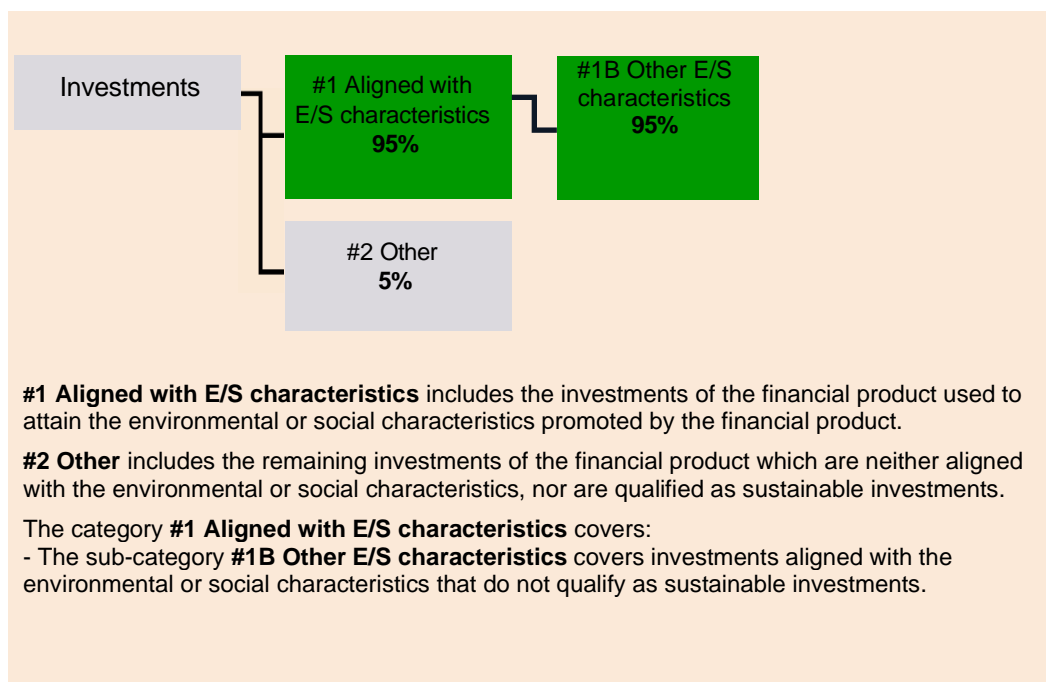 Investments
#1 Aligned with
E/S characteristics
95%
#1B Other E/S
characteristics
95%
#2 Other
5%
#1 Aligned with E/S characteristics includes the investments of the financial product used to
attain the environmental or social characteristics promoted by the financial product.
#2 Other includes the remaining investments of the financial product which are neither aligned
with the environmental or social characteristics, nor are qualified as sustainable investments.
The category #1 Aligned with E/S characteristics covers:
- The sub-category #1B Other E/S characteristics covers investments aligned with the
environmental or social characteristics that do not qualify as sustainable investments.